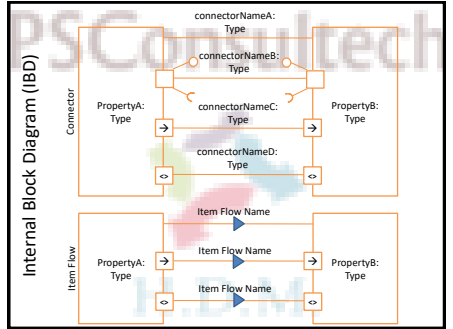 PSConsultech
Internal Block Diagram (IBD)
Connector
connectorNameA:
Type
connectorNameB:
Type
PropertyA:
Type
connectorNameC:
Type
PropertyB:
Type
connectorNameD:
Type
<>
<>
Item Flow
Item Flow Name
PropertyA:
Type
Item Flow Name
PropertyB:
Type
Item Flow Name
<>
<>
H.D.M